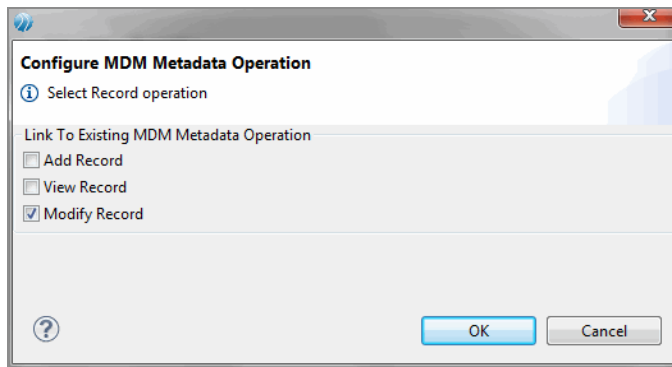 Configure MDM Metadata Operation
Select Record operation
Link To Existing MDM Metadata Operation
Add Record
View Record
Modify Record
OK Cancel